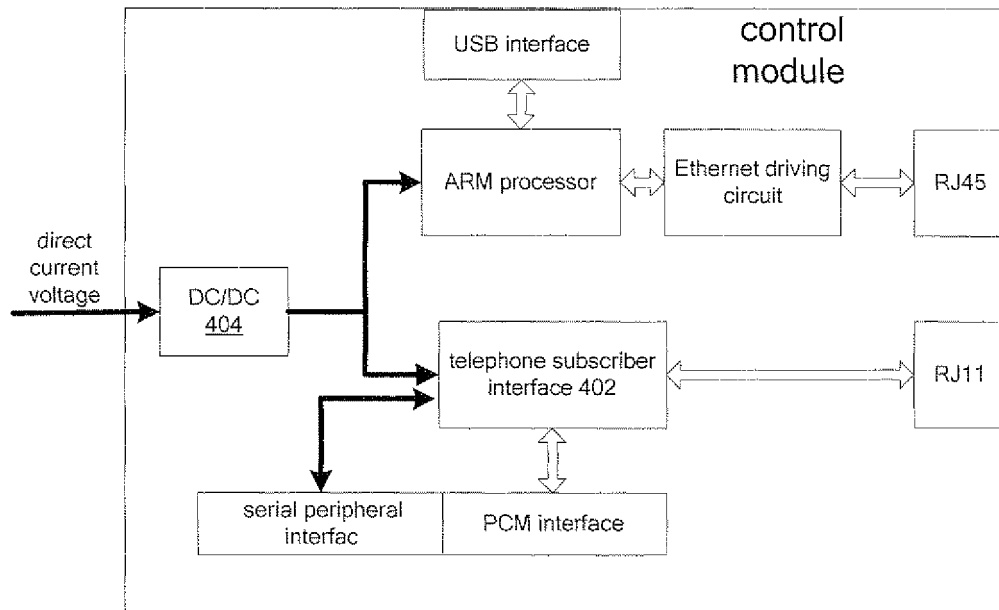 control
module
USB interface
ARM processor
Ethernet driving
circuit
RJ45
direct
current
voltage
DC/DC
404
telephone subscriber
interface 402
RJ11
serial peripheral
interfac
PCM interface